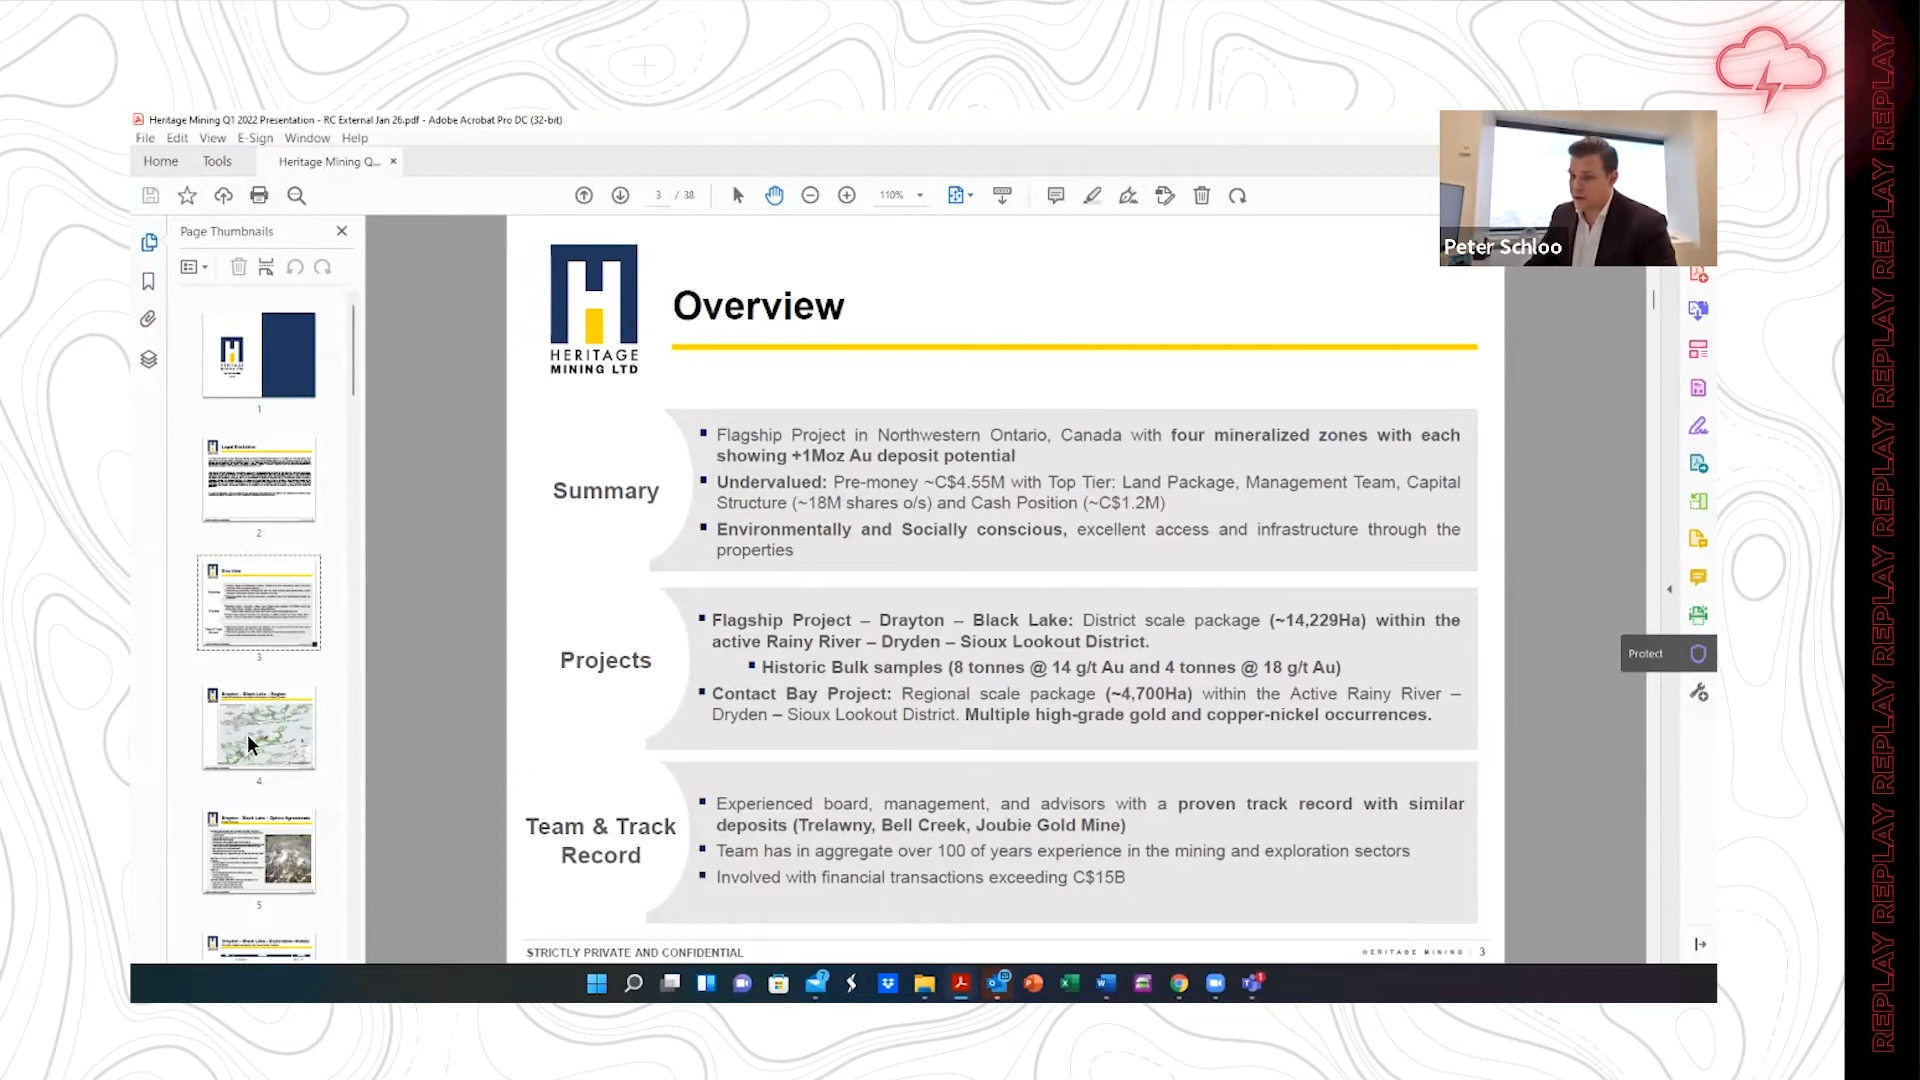 Heritage Mining Q1 2022 Presentation - RC External Jan 26.pdf - Adobe Acrobat Pro DC (32-bit)
File Edit View E-Sign Window Help
Home Tools Heritage Mining Q... ×
3 / 38 110%
Page Thumbnails
1
2
3
4
5
Peter Schloo
HERITAGE
MINING LTD
Overview
Summary
Flagship Project in Northwestern Ontario, Canada with four mineralized zones with each
showing +1Moz Au deposit potential
Undervalued: Pre-money ~C$4.55M with Top Tier: Land Package, Management Team, Capital
Structure (~18M shares o/s) and Cash Position (~C$1.2M)
Environmentally and Socially conscious, excellent access and infrastructure through the
properties
Projects
Flagship Project – Drayton – Black Lake: District scale package (~14,229Ha) within the
active Rainy River – Dryden – Sioux Lookout District.
Historic Bulk samples (8 tonnes @ 14 g/t Au and 4 tonnes @ 18 g/t Au)
Contact Bay Project: Regional scale package (~4,700Ha) within the Active Rainy River –
Dryden – Sioux Lookout District. Multiple high-grade gold and copper-nickel occurrences.
Team & Track
Record
Experienced board, management, and advisors with a proven track record with similar
deposits (Trelawny, Bell Creek, Joubie Gold Mine)
Team has in aggregate over 100 of years experience in the mining and exploration sectors
Involved with financial transactions exceeding C$15B
STRICTLY PRIVATE AND CONFIDENTIAL
HERITAGE MINING | 3
Protect
REPLAY REPLAY REPLAY REPLAY REPLAY REPLAY REPLAY REPLAY REPLAY REPLAY REPLAY